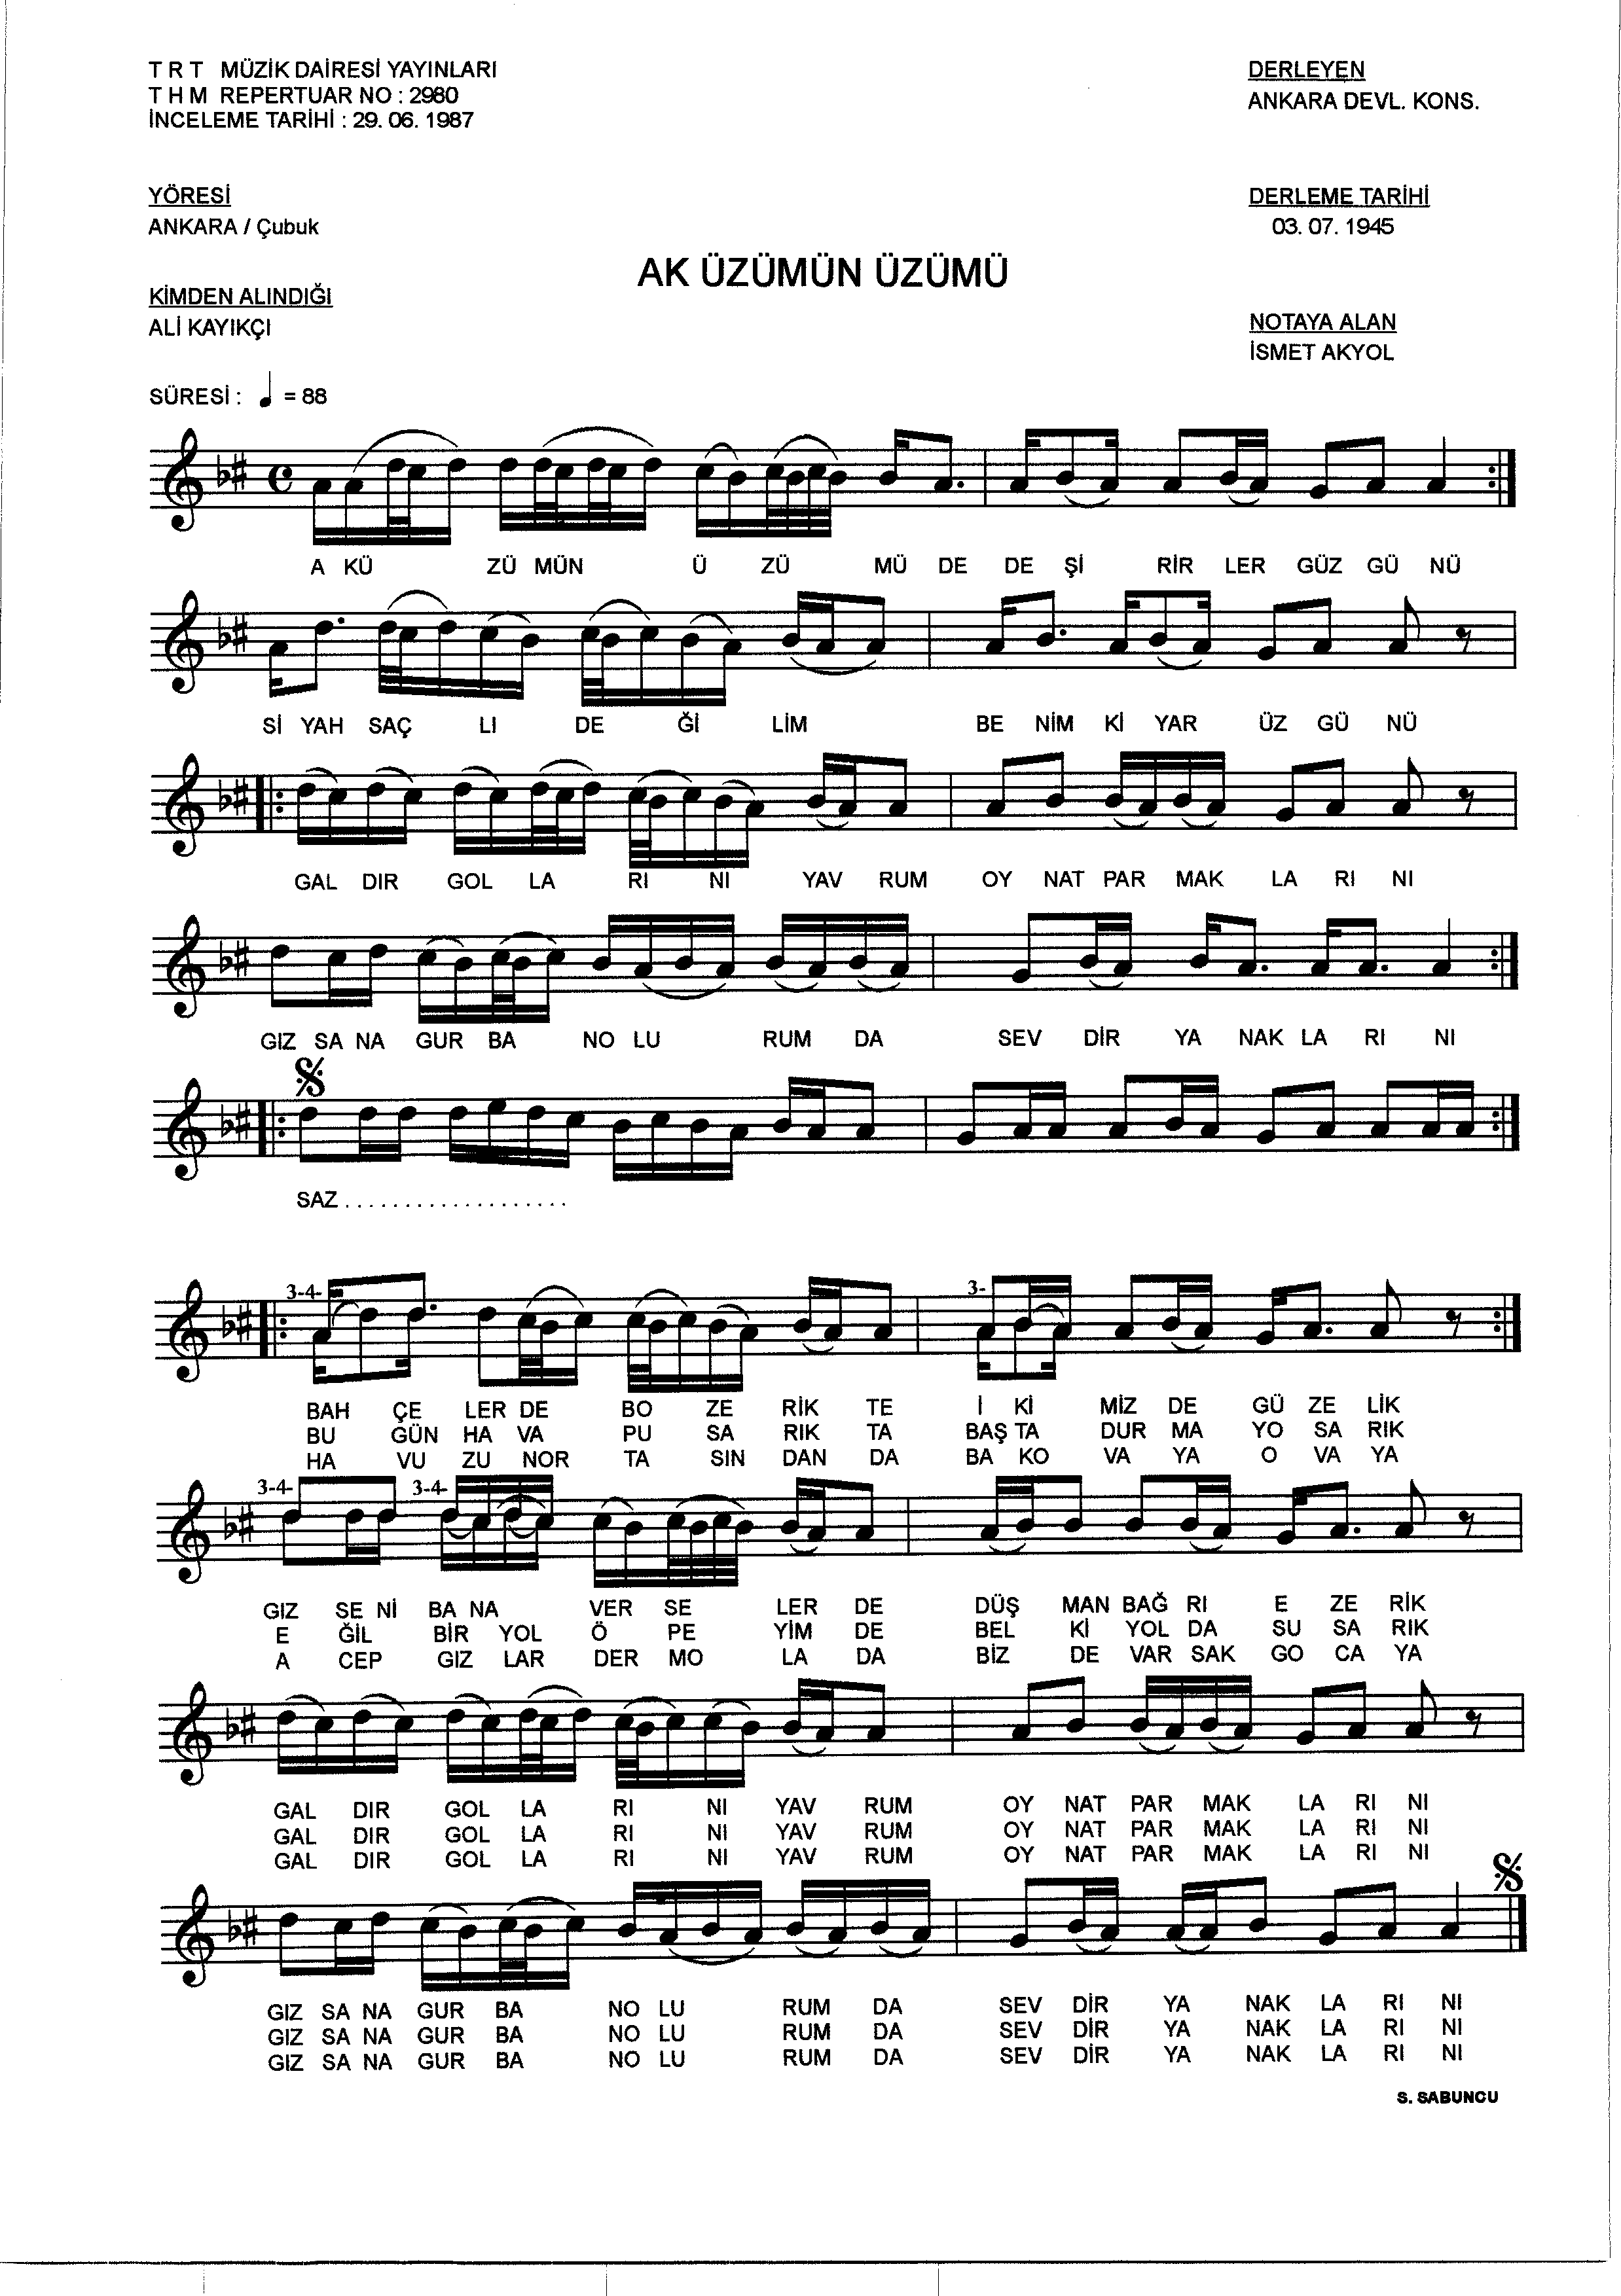 T R T MÜZİK DAİRESİ YAYINLARI
T H M REPERTUAR NO : 2980
İNCELEME TARİHİ : 29. 06. 1987
DERLEYEN
ANKARA DEVL. KONS.
YÖRESİ
ANKARA / Çubuk
DERLEME TARİHİ
03. 07. 1945
AK ÜZÜMÜN ÜZÜMÜ
KİMDEN ALINDIĞI
ALİ KAYIKÇI
NOTAYA ALAN
İSMET AKYOL
SÜRESİ : ♩ = 88
A KÜ ZÜ MÜN Ü ZÜ MÜ DE DE Şİ RİR LER GÜZ GÜ NÜ
Sİ YAH SAÇ LI DE Ğİ LİM BE NİM Kİ YAR ÜZ GÜ NÜ
GAL DIR GOL LA RI NI YAV RUM OY NAT PAR MAK LA RI NI
GIZ SA NA GUR BA NO LU RUM DA SEV DİR YA NAK LA RI NI
SAZ . . . . . . . . . . . . . . . . . . .
3-4- 3-
BAH ÇE LER DE BO ZE RİK TE İ Kİ MİZ DE GÜ ZE LİK
BU GÜN HA VA PU SA RIK TA BAŞ TA DUR MA YO SA RIK
HA VU ZU NOR TA SIN DAN DA BA KO VA YA O VA YA
3-4- 3-4-
GIZ SE Nİ BA NA VER SE LER DE DÜŞ MAN BAĞ RI E ZE RİK
E ĞİL BİR YOL Ö PE YİM DE BEL Kİ YOL DA SU SA RIK
A CEP GIZ LAR DER MO LA DA BİZ DE VAR SAK GO CA YA
GAL DIR GOL LA RI NI YAV RUM OY NAT PAR MAK LA RI NI
GAL DIR GOL LA RI NI YAV RUM OY NAT PAR MAK LA RI NI
GAL DIR GOL LA RI NI YAV RUM OY NAT PAR MAK LA RI NI
GIZ SA NA GUR BA NO LU RUM DA SEV DİR YA NAK LA RI NI
GIZ SA NA GUR BA NO LU RUM DA SEV DİR YA NAK LA RI NI
GIZ SA NA GUR BA NO LU RUM DA SEV DİR YA NAK LA RI NI
S. SABUNCU